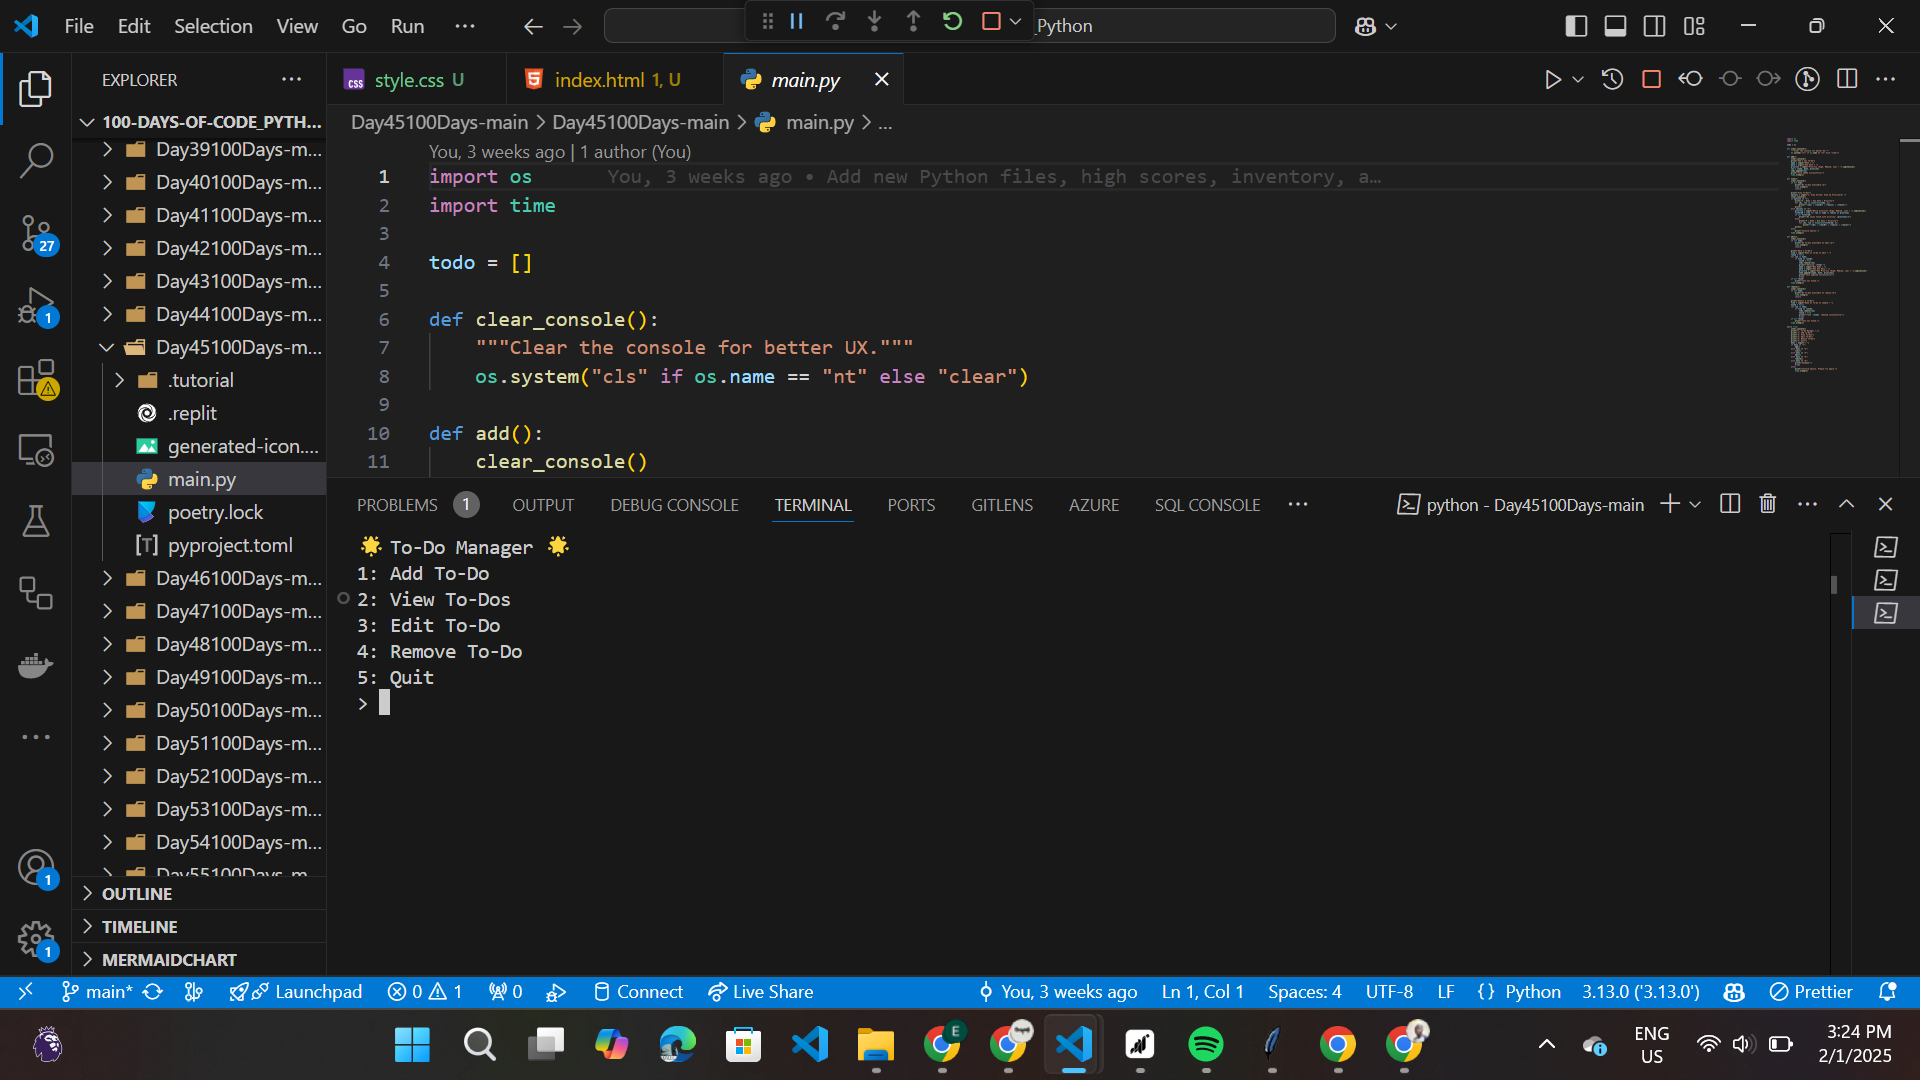 File Edit Selection View Go Run
_Python
EXPLORER
100-DAYS-OF-CODE_PYTH...
Day39100Days-m...
Day40100Days-m...
Day41100Days-m...
Day42100Days-m...
Day43100Days-m...
Day44100Days-m...
Day45100Days-m...
.tutorial
.replit
generated-icon....
main.py
poetry.lock
pyproject.toml
Day46100Days-m...
Day47100Days-m...
Day48100Days-m...
Day49100Days-m...
Day50100Days-m...
Day51100Days-m...
Day52100Days-m...
Day53100Days-m...
Day54100Days-m...
Day55100Days-m...
OUTLINE
TIMELINE
MERMAIDCHART
27
1
1
1
style.css U
index.html 1, U
main.py
Day45100Days-main > Day45100Days-main > main.py > ...
You, 3 weeks ago | 1 author (You)
1 import os You, 3 weeks ago • Add new Python files, high scores, inventory, a…
2 import time
3
4 todo = []
5
6 def clear_console():
7 """Clear the console for better UX."""
8 os.system("cls" if os.name == "nt" else "clear")
9
10 def add():
11 clear_console()
PROBLEMS 1 OUTPUT DEBUG CONSOLE TERMINAL PORTS GITLENS AZURE SQL CONSOLE ··· python - Day45100Days-main
🌟 To-Do Manager 🌟
1: Add To-Do
2: View To-Dos
3: Edit To-Do
4: Remove To-Do
5: Quit
>
main* Launchpad 0 1 0 Connect Live Share You, 3 weeks ago Ln 1, Col 1 Spaces: 4 UTF-8 LF {} Python 3.13.0 ('3.13.0') Prettier
E
ENG
US
3:24 PM
2/1/2025